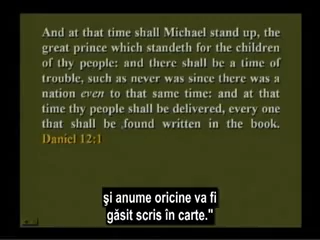 And at that time shall Michael stand up, the
great prince which standeth for the children
of thy people: and there shall be a time of
trouble, such as never was since there was a
nation even to that same time: and at that
time thy people shall be delivered, every one
that shall be found written in the book.
Daniel 12:1
și anume oricine va fi
găsit scris în carte."